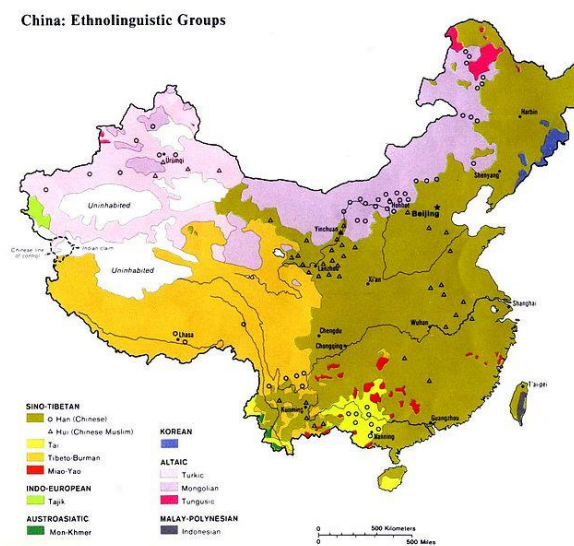 China: Ethnolinguistic Groups
Harbin
Ürümqi
Shenyang
Hohhot
Beijing
Uninhabited
Yinchuan
Chinese line
of control
Indian claim
Uninhabited
Lanzhou
Xi'an
Shanghai
Chengdu
Wuhan
Lhasa
Chongqing
T'ai-pei
Kunming
Guangzhou
Nanning
SINO-TIBETAN
Han (Chinese)
Hui (Chinese Muslim)
Tai
Tibeto-Burman
Miao-Yao
INDO-EUROPEAN
Tajik
AUSTROASIATIC
Mon-Khmer
KOREAN
ALTAIC
Turkic
Mongolian
Tungusic
MALAY-POLYNESIAN
Indonesian
0 500 Kilometers
0 500 Miles